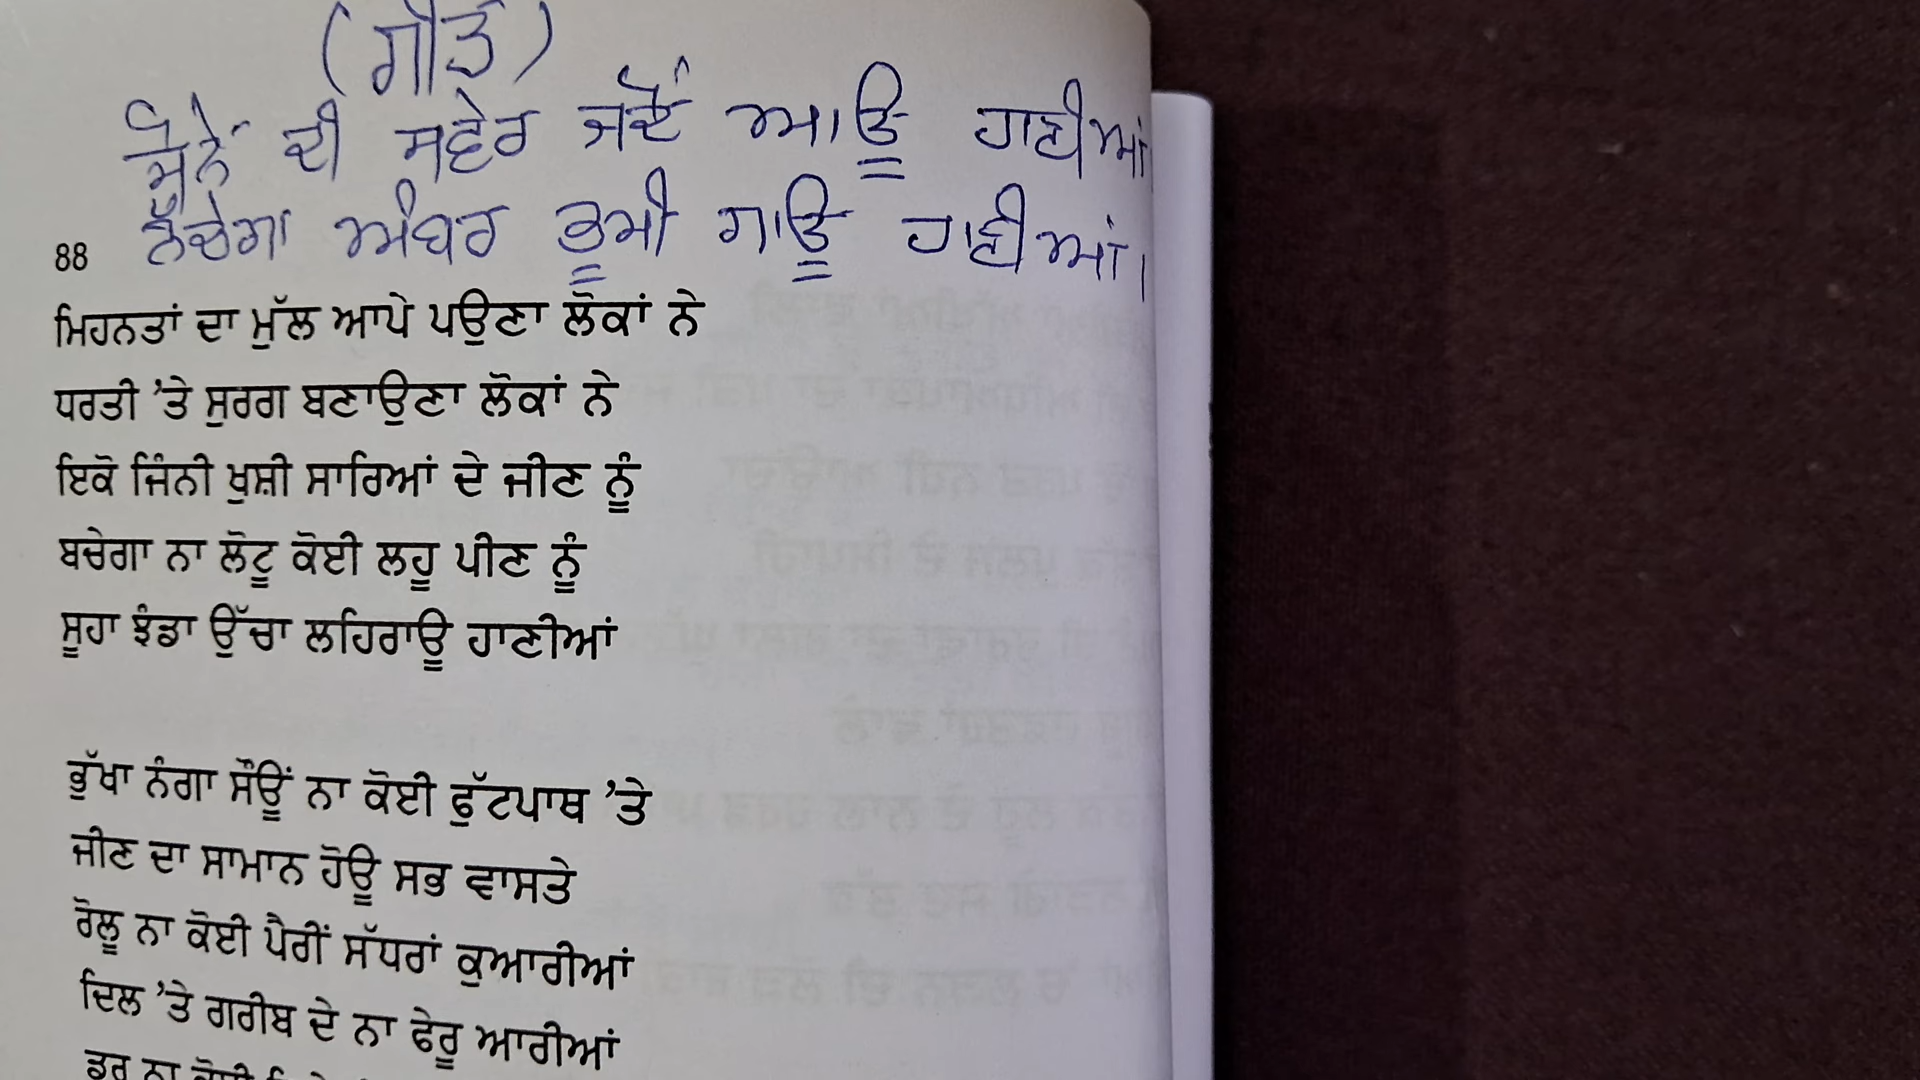 (ਗੀਤ)
ਸੋਨੇ ਦੀ ਸਵੇਰ ਜਦੋਂ ਆਊ ਹਾਣੀਆਂ
ਨੱਚੇਗਾ ਅੰਬਰ ਭੂਮੀ ਗਾਊ ਹਾਣੀਆਂ।
88
ਮਿਹਨਤਾਂ ਦਾ ਮੁੱਲ ਆਪੇ ਪਉਣਾ ਲੋਕਾਂ ਨੇ
ਧਰਤੀ ’ਤੇ ਸੁਰਗ ਬਣਾਉਣਾ ਲੋਕਾਂ ਨੇ
ਇਕੋ ਜਿੰਨੀ ਖੁਸ਼ੀ ਸਾਰਿਆਂ ਦੇ ਜੀਣ ਨੂੰ
ਬਚੇਗਾ ਨਾ ਲੋਟੂ ਕੋਈ ਲਹੂ ਪੀਣ ਨੂੰ
ਸੂਹਾ ਝੰਡਾ ਉੱਚਾ ਲਹਿਰਾਊ ਹਾਣੀਆਂ
ਭੁੱਖਾ ਨੰਗਾ ਸੌਂਊਂ ਨਾ ਕੋਈ ਫੁੱਟਪਾਥ ’ਤੇ
ਜੀਣ ਦਾ ਸਾਮਾਨ ਹੋਊ ਸਭ ਵਾਸਤੇ
ਰੋਲੂ ਨਾ ਕੋਈ ਪੈਰੀਂ ਸੱਧਰਾਂ ਕੁਆਰੀਆਂ
ਦਿਲ ’ਤੇ ਗਰੀਬ ਦੇ ਨਾ ਫੇਰੂ ਆਰੀਆਂ